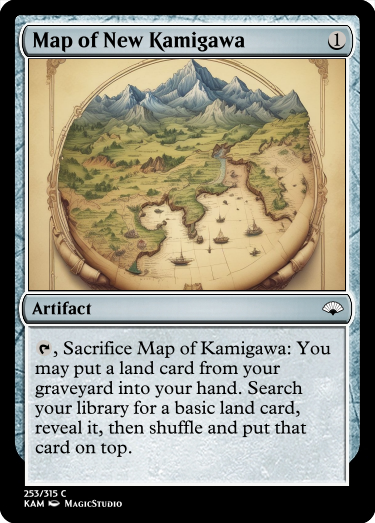 Map of New Kamigawa 1
Artifact
, Sacrifice Map of Kamigawa: You
may put a land card from your
graveyard into your hand. Search
your library for a basic land card,
reveal it, then shuffle and put that
card on top.
253/315 C
KAM MagicStudio